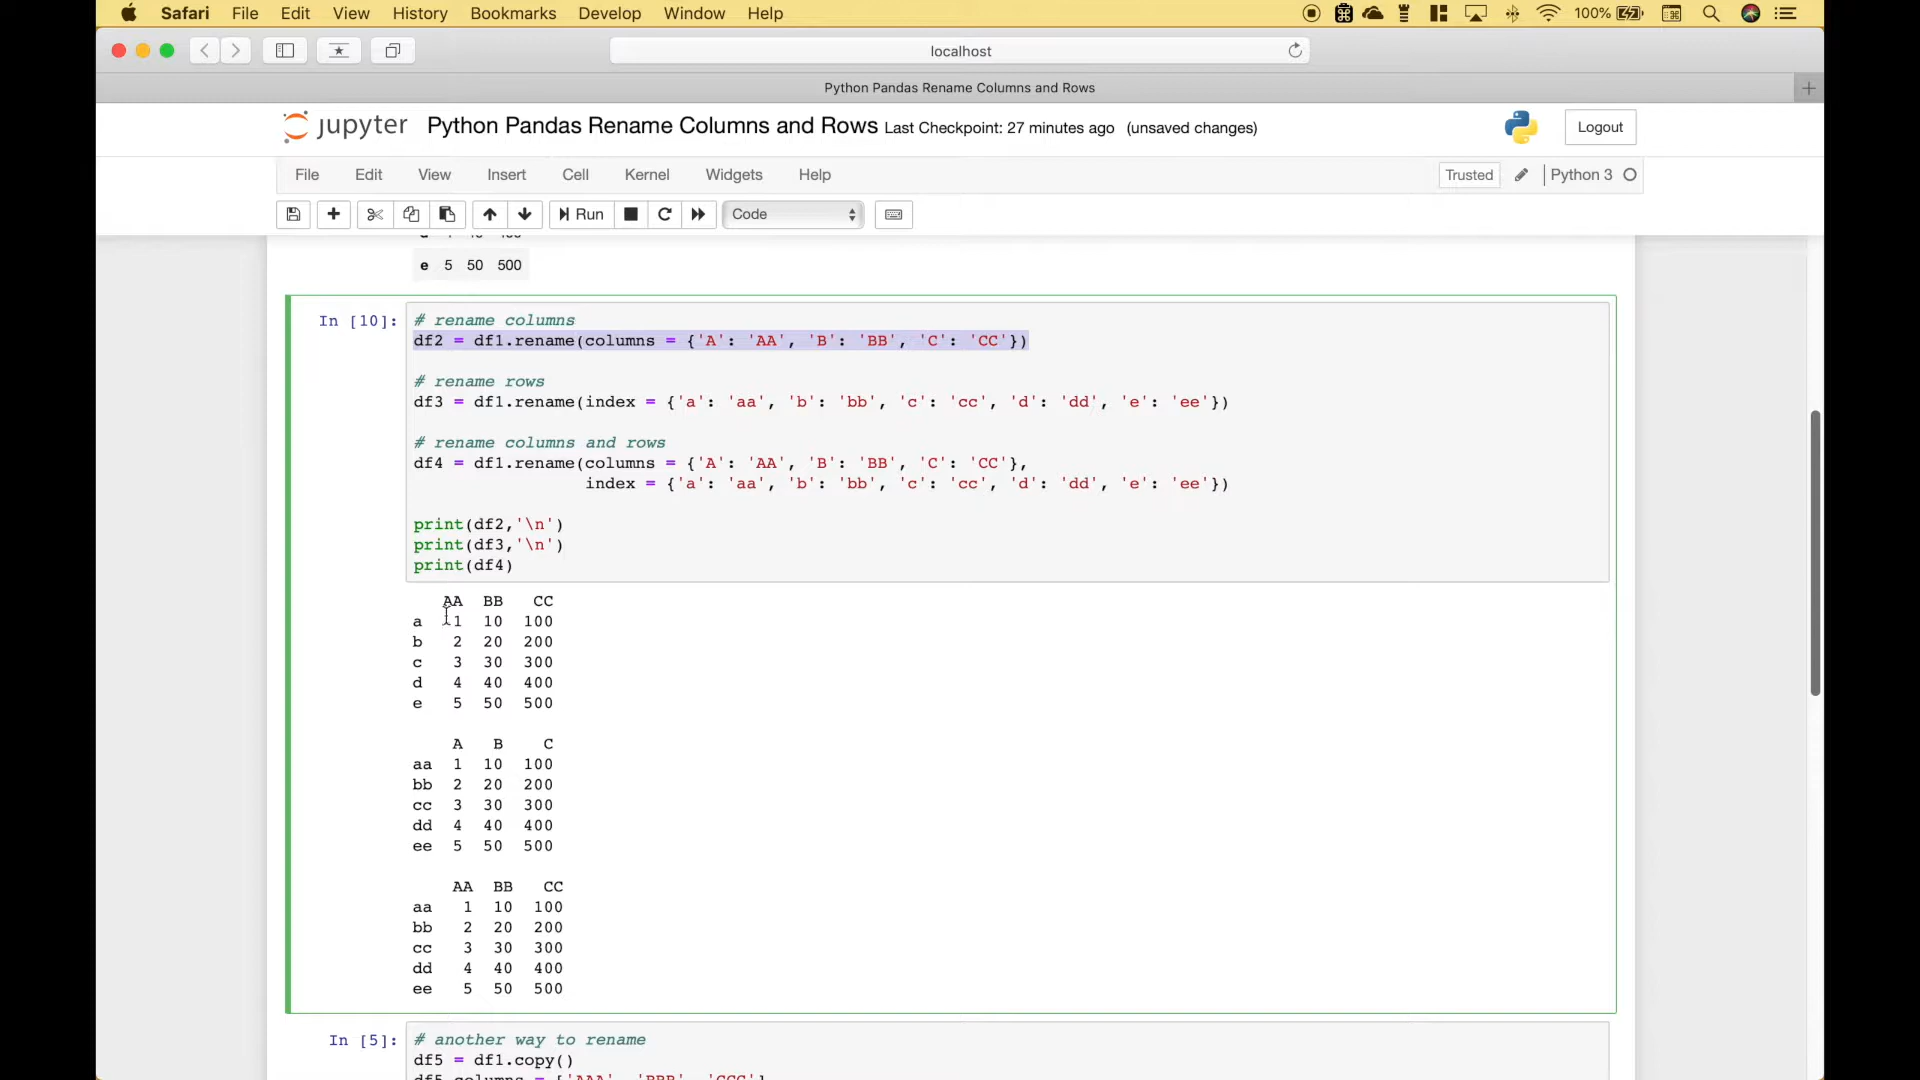 Safari File Edit View History Bookmarks Develop Window Help 100%
localhost
Python Pandas Rename Columns and Rows
jupyter Python Pandas Rename Columns and Rows Last Checkpoint: 27 minutes ago (unsaved changes) Logout
File Edit View Insert Cell Kernel Widgets Help Trusted Python 3
Run Code
e 5 50 500
In [10]: # rename columns
df2 = df1.rename(columns = {'A': 'AA', 'B': 'BB', 'C': 'CC'})
# rename rows
df3 = df1.rename(index = {'a': 'aa', 'b': 'bb', 'c': 'cc', 'd': 'dd', 'e': 'ee'})
# rename columns and rows
df4 = df1.rename(columns = {'A': 'AA', 'B': 'BB', 'C': 'CC'},
index = {'a': 'aa', 'b': 'bb', 'c': 'cc', 'd': 'dd', 'e': 'ee'})
print(df2,'\n')
print(df3,'\n')
print(df4)
AA BB CC
a 1 10 100
b 2 20 200
c 3 30 300
d 4 40 400
e 5 50 500
A B C
aa 1 10 100
bb 2 20 200
cc 3 30 300
dd 4 40 400
ee 5 50 500
AA BB CC
aa 1 10 100
bb 2 20 200
cc 3 30 300
dd 4 40 400
ee 5 50 500
In [5]: # another way to rename
df5 = df1.copy()
df5.columns = ['AAA', 'BBB', 'CCC']